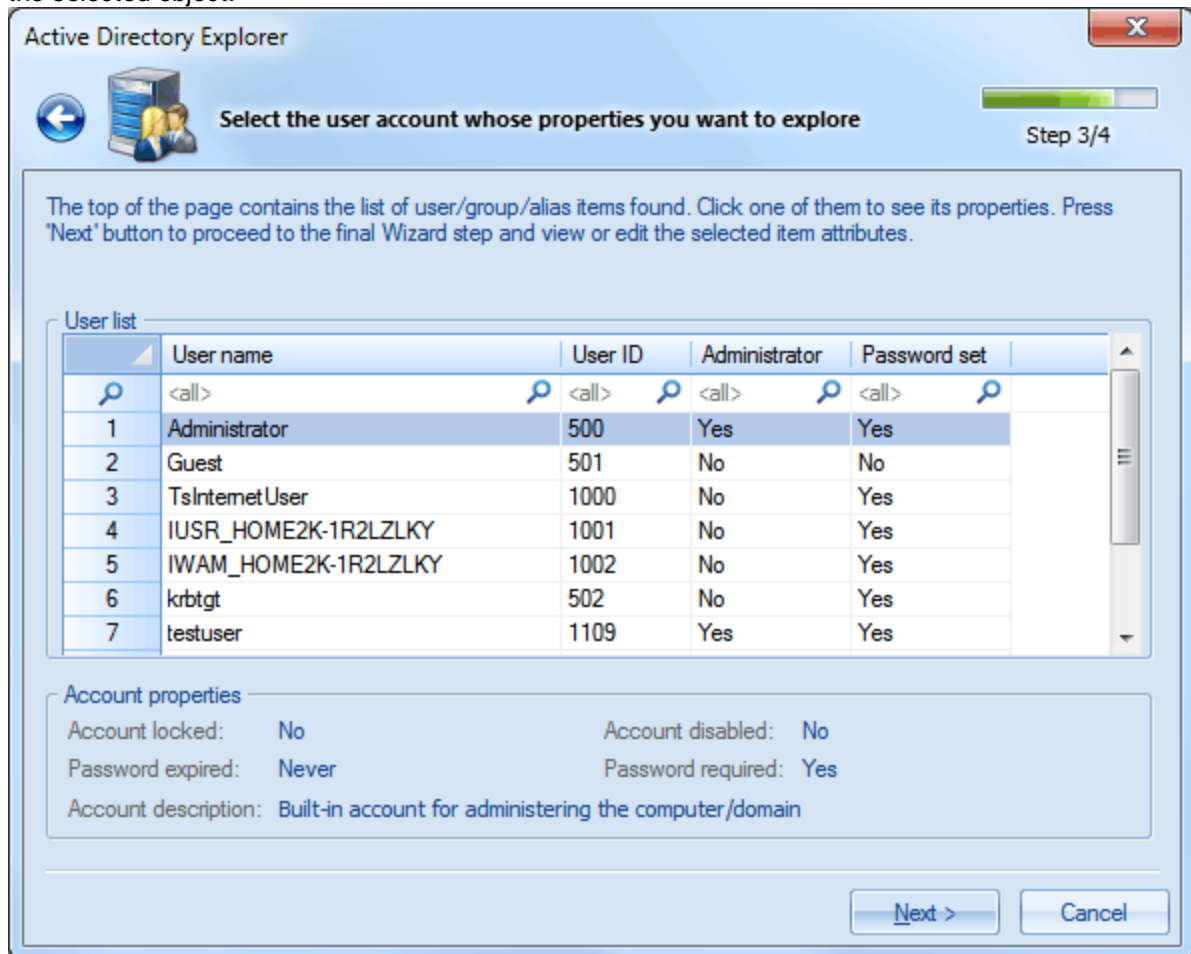 the selected object.
Active Directory Explorer
Select the user account whose properties you want to explore
Step 3/4
The top of the page contains the list of user/group/alias items found. Click one of them to see its properties. Press
'Next' button to proceed to the final Wizard step and view or edit the selected item attributes.
User list
User name User ID Administrator Password set
<all> <all> <all> <all>
1 Administrator 500 Yes Yes
2 Guest 501 No No
3 TsInternetUser 1000 No Yes
4 IUSR_HOME2K-1R2LZLKY 1001 No Yes
5 IWAM_HOME2K-1R2LZLKY 1002 No Yes
6 krbtgt 502 No Yes
7 testuser 1109 Yes Yes
Account properties
Account locked: No Account disabled: No
Password expired: Never Password required: Yes
Account description: Built-in account for administering the computer/domain
Next > Cancel